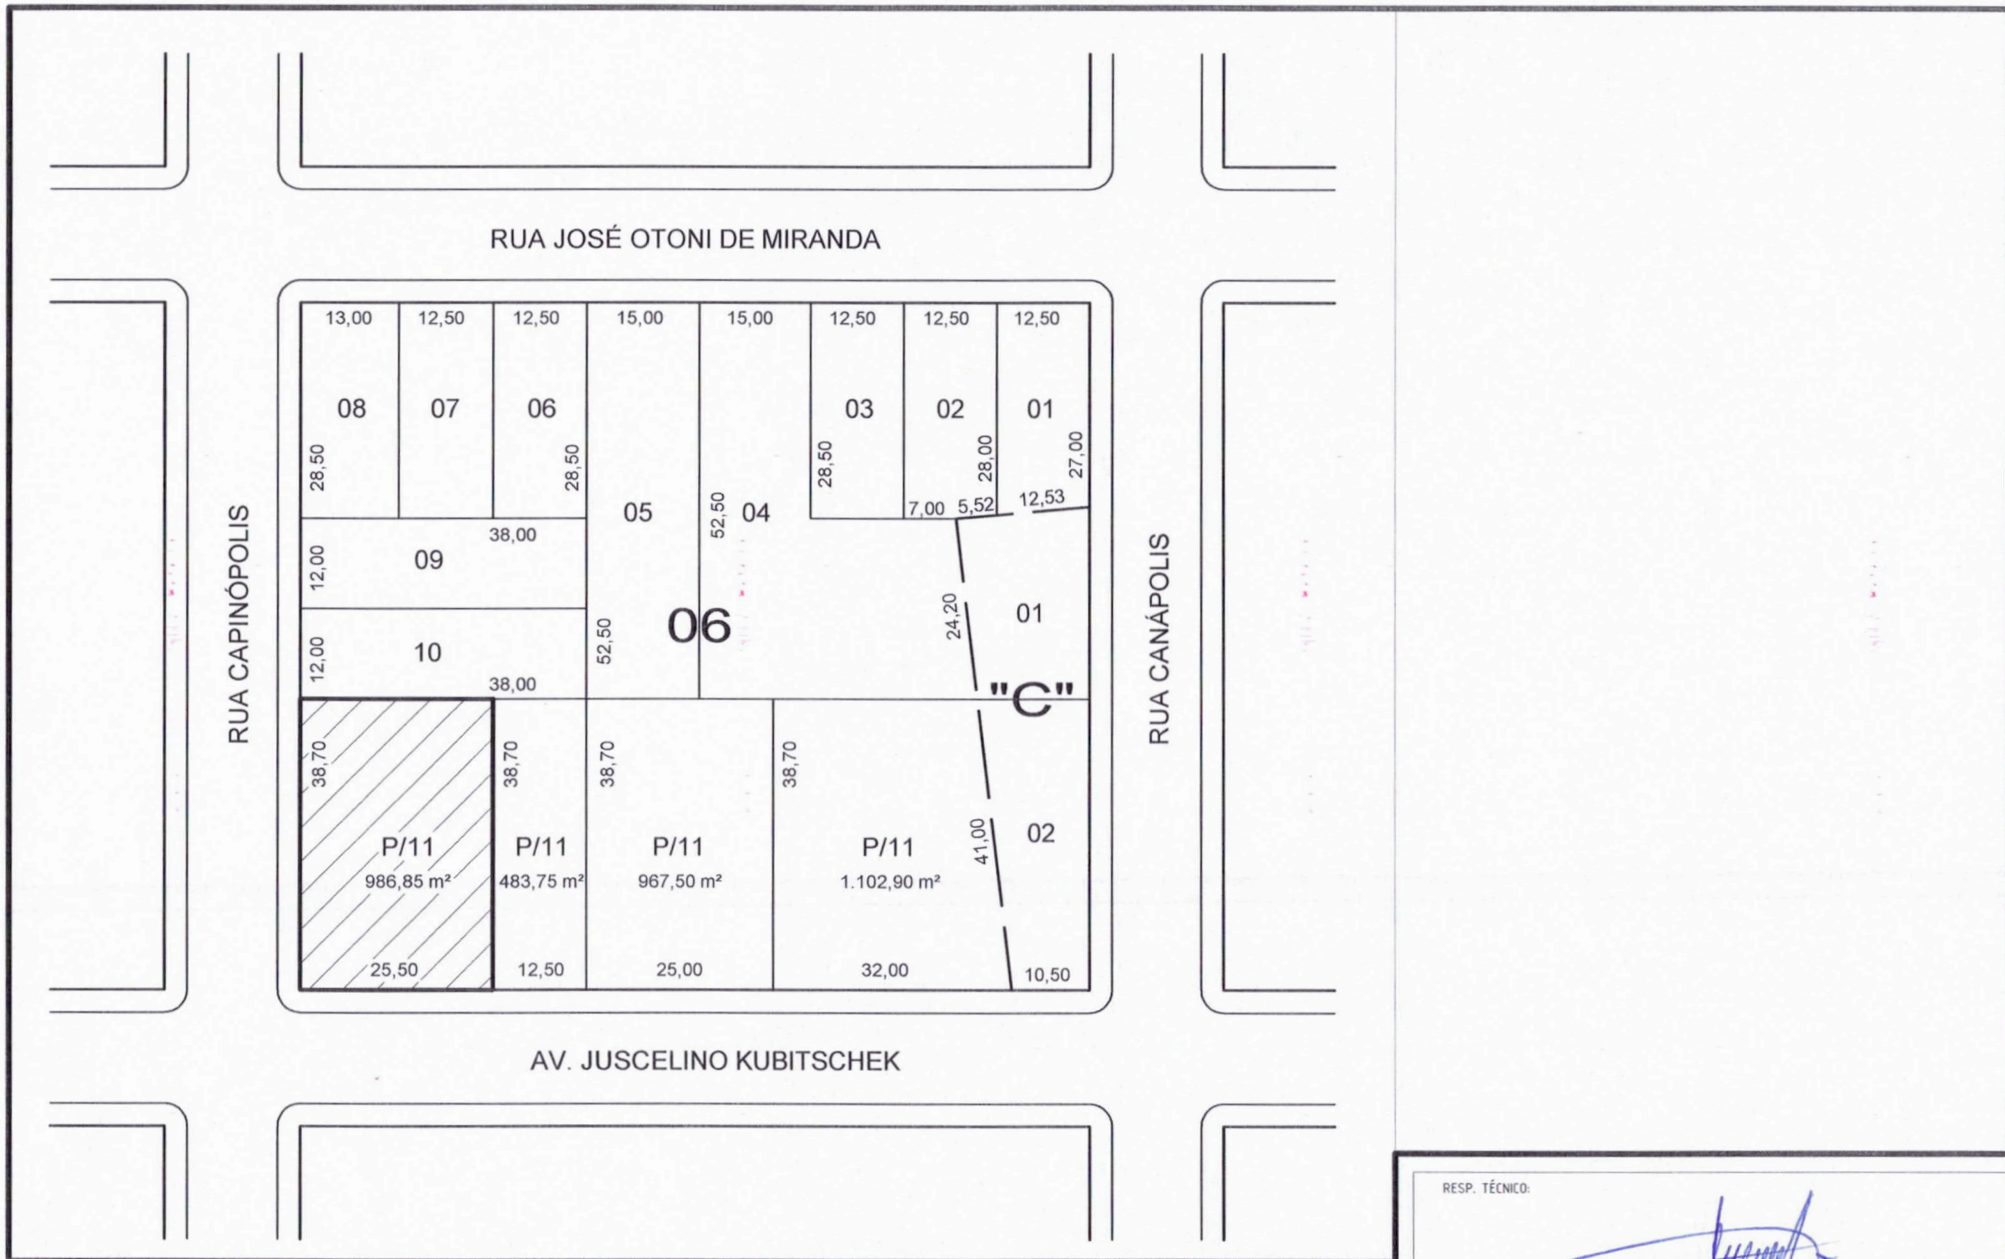 RUA JOSÉ OTONI DE MIRANDA
13,00 12,50 12,50 15,00 15,00 12,50 12,50 12,50
08 07 06 03 02 01
28,50 28,50 28,50 28,00 27,00
05 52,50 04
7,00 5,52 12,53
38,00
12,00 09
RUA CAPINÓPOLIS
RUA CANÁPOLIS
24,20 01
06
52,50
12,00 10
38,00
"C"
38,70 38,70 38,70 38,70
41,00 02
P/11 P/11 P/11 P/11
986,85 m² 483,75 m² 967,50 m² 1.102,90 m²
25,50 12,50 25,00 32,00 10,50
AV. JUSCELINO KUBITSCHEK
RESP. TÉCNICO: